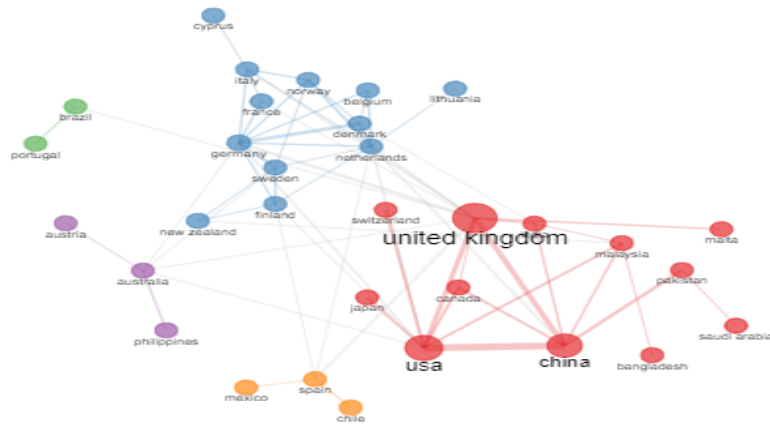 cyprus
italy
norway
belgium
lithuania
france
brazil
denmark
portugal
germany
netherlands
sweden
finland
switzerland
austria
new zealand
united kingdom
malta
malaysia
australia
pakistan
canada
japan
philippines
saudi arabia
usa
china
bangladesh
spain
mexico
chile